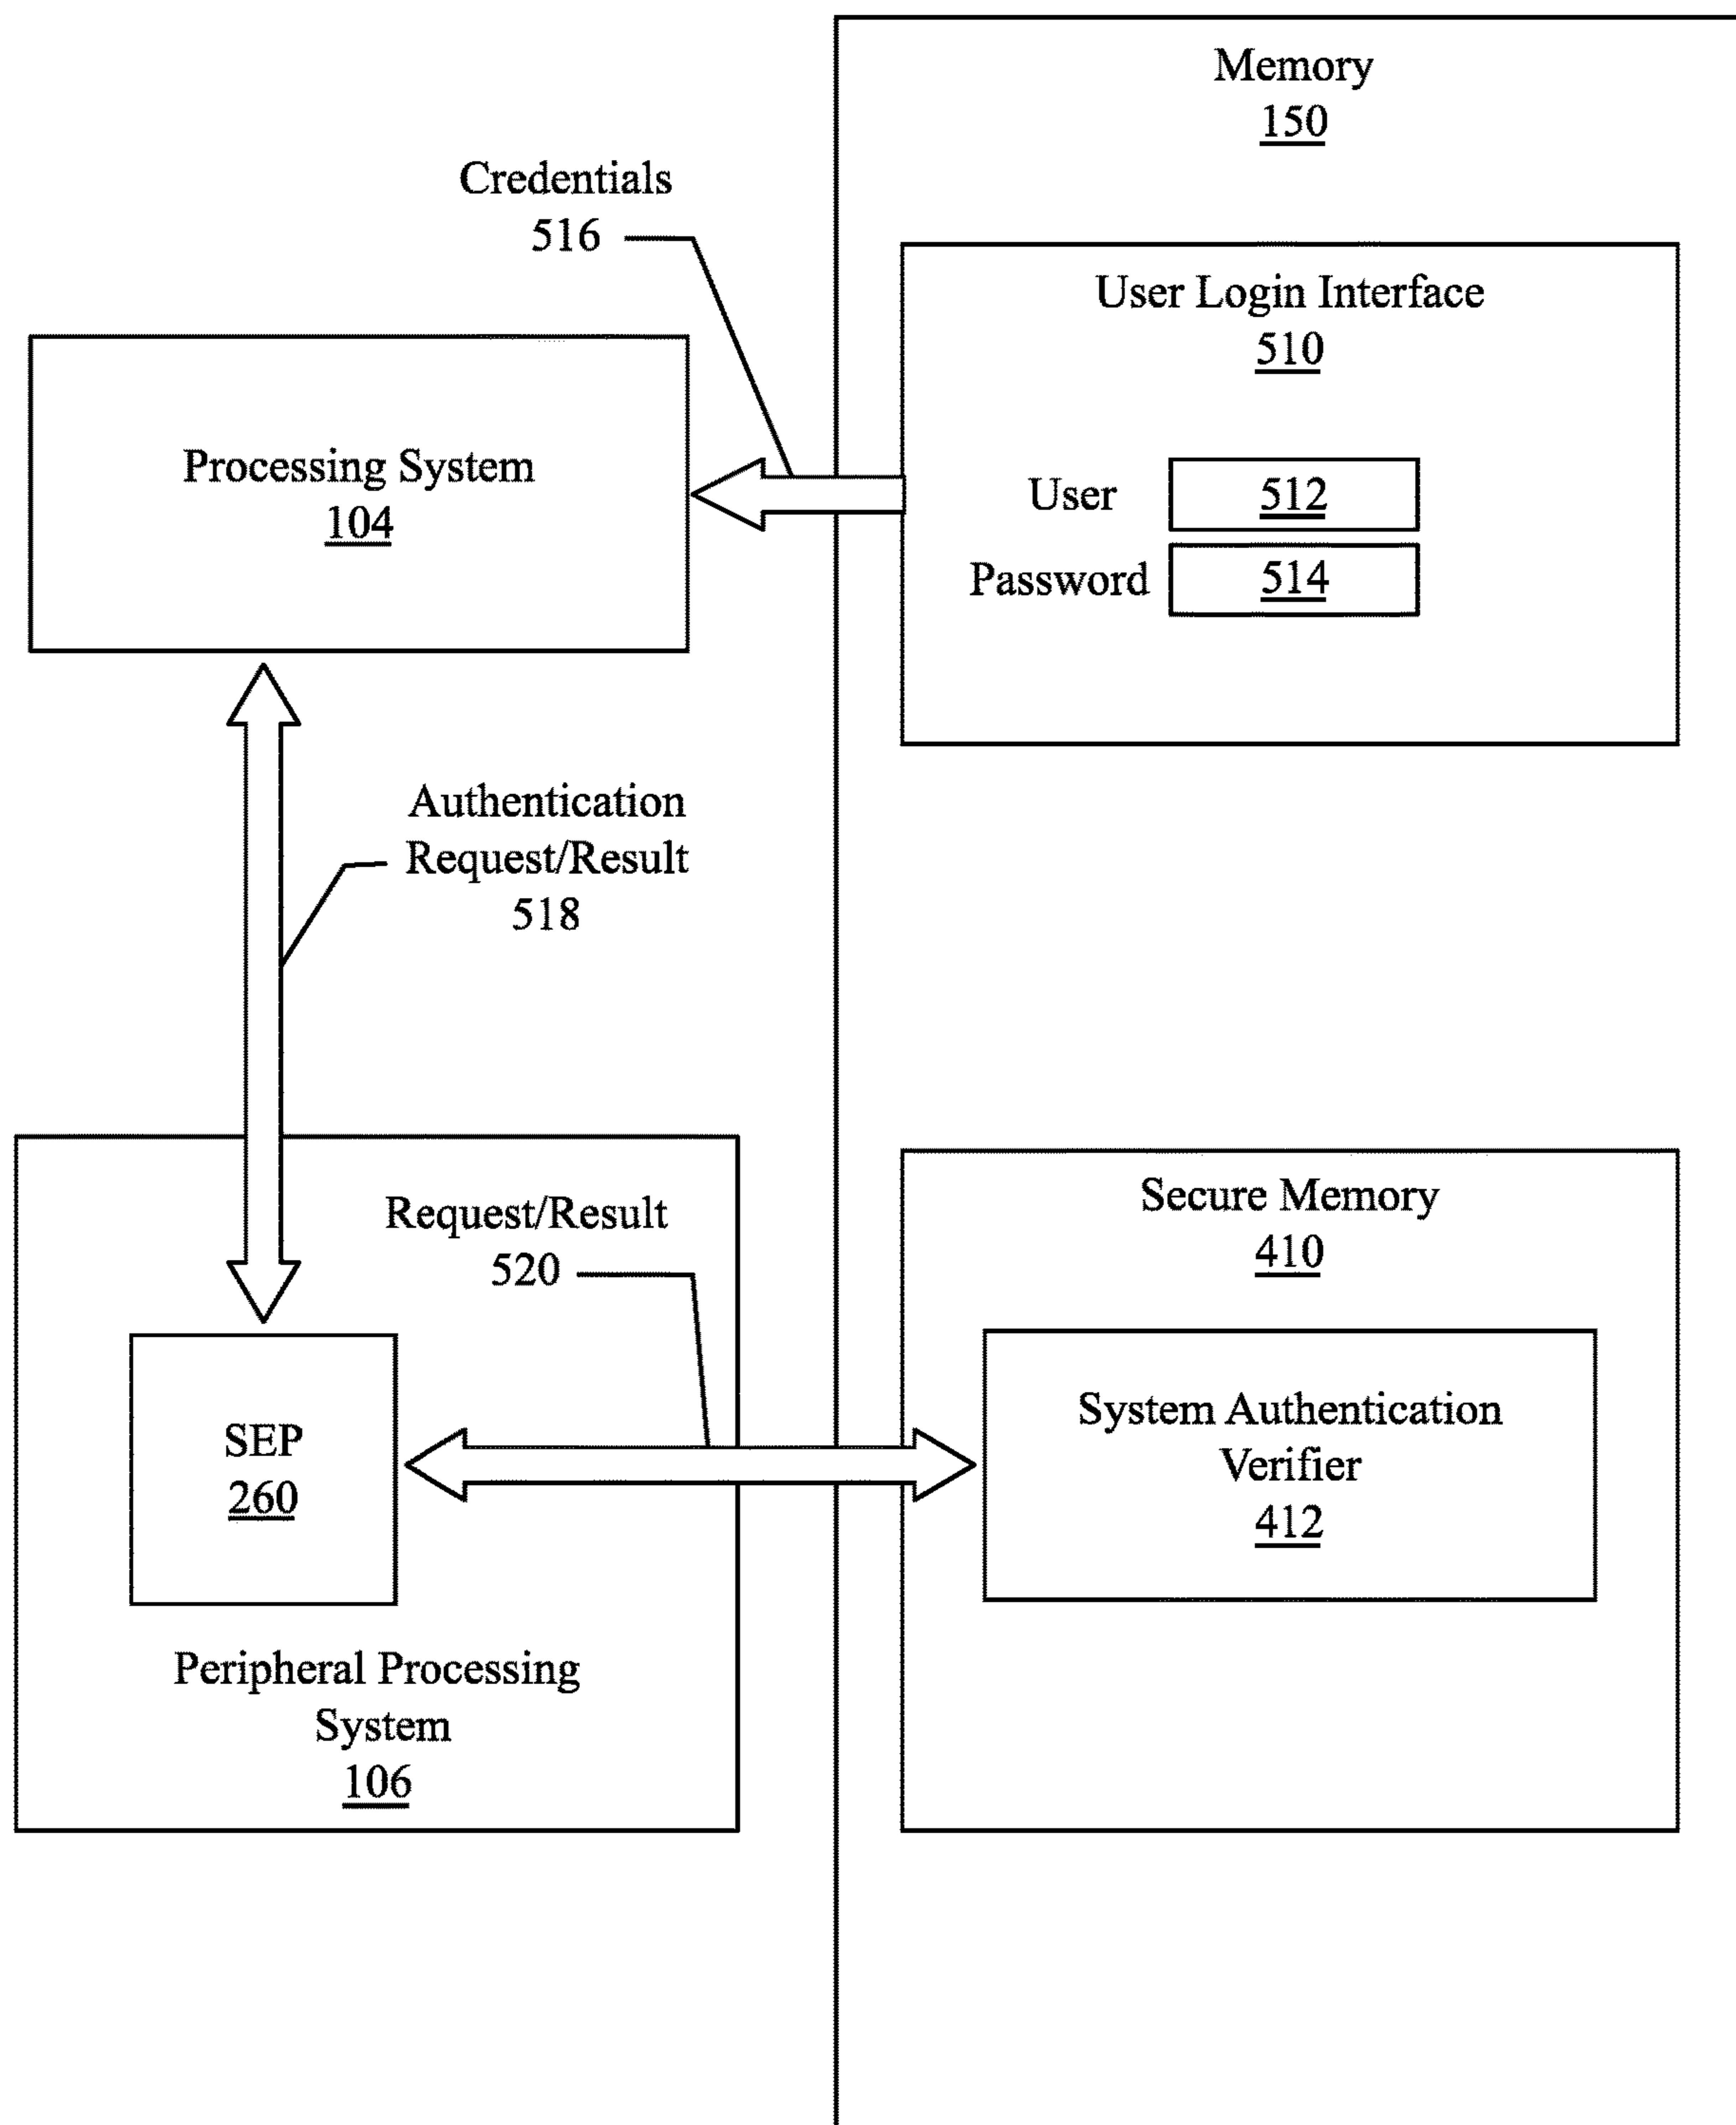 Memory
150
Credentials
516
User Login Interface
510
Processing System
104
User
512
Password
514
Authentication
Request/Result
518
Request/Result
520
Secure Memory
410
SEP
260
System Authentication
Verifier
412
Peripheral Processing
System
106